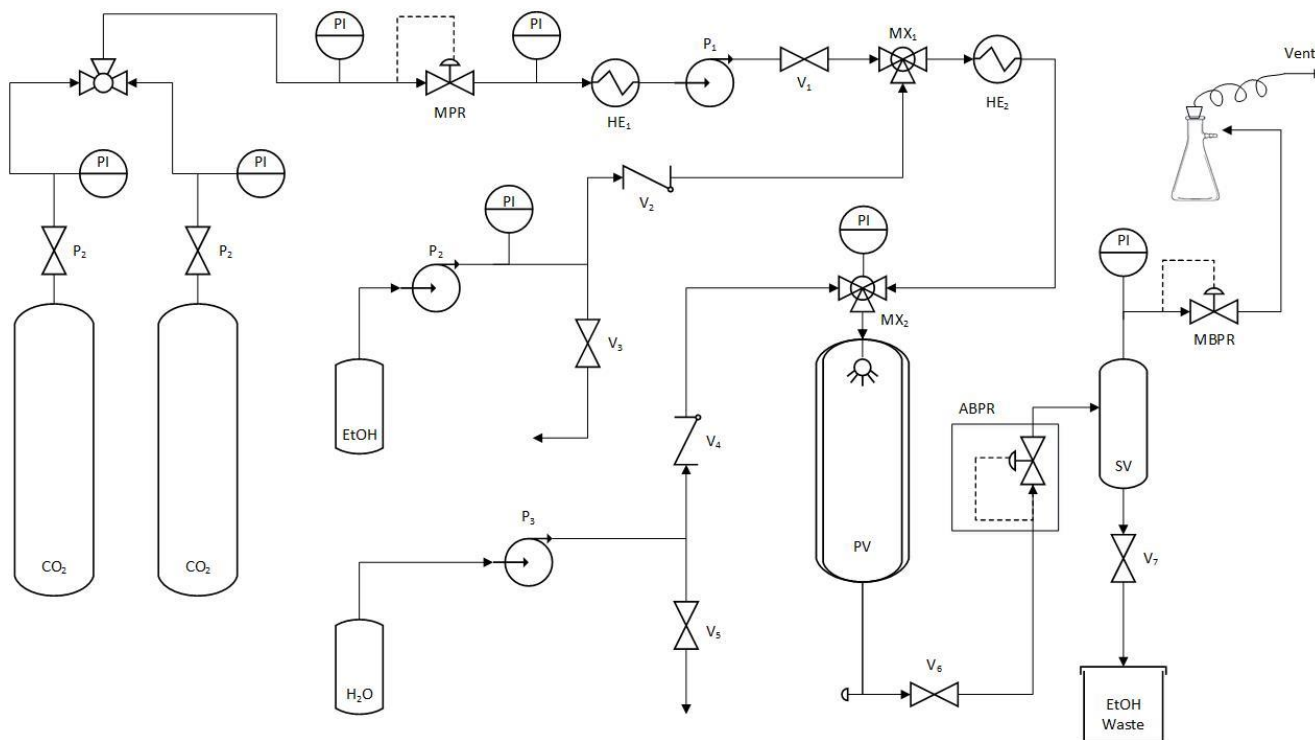 PI
PI
P₁
MX₁
Vent
MPR
HE₁
V₁
HE₂
PI
PI
V₂
PI
P₂
P₂
P₂
PI
PI
MX₂
MBPR
V₃
EtOH
V₄
ABPR
SV
P₃
PV
CO₂
CO₂
V₇
V₅
V₆
H₂O
EtOH
Waste